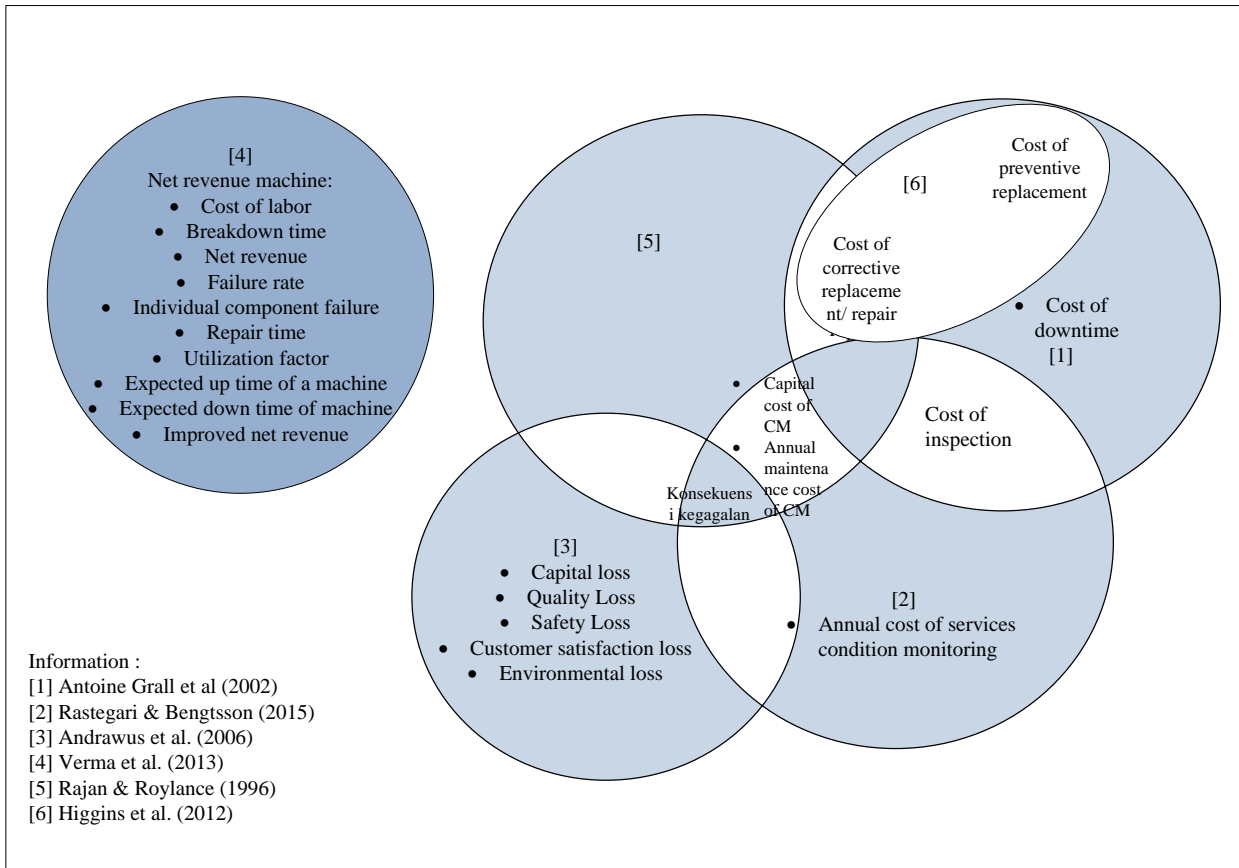 [4]
Net revenue machine:
• Cost of labor
• Breakdown time
• Net revenue
• Failure rate
• Individual component failure
• Repair time
• Utilization factor
• Expected up time of a machine
• Expected down time of machine
• Improved net revenue
[5]
[6]
Cost of
preventive
replacement
Cost of
corrective
replaceme
nt/ repair
• Cost of
downtime
[1]
• Capital
cost of
CM
• Annual
maintena
nce cost
of CM
Cost of
inspection
Konsekuens
i kegagalan
[3]
• Capital loss
• Quality Loss
• Safety Loss
• Customer satisfaction loss
• Environmental loss
[2]
• Annual cost of services
condition monitoring
Information :
[1] Antoine Grall et al (2002)
[2] Rastegari & Bengtsson (2015)
[3] Andrawus et al. (2006)
[4] Verma et al. (2013)
[5] Rajan & Roylance (1996)
[6] Higgins et al. (2012)